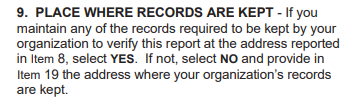 9. PLACE WHERE RECORDS ARE KEPT - If you
maintain any of the records required to be kept by your
organization to verify this report at the address reported
in Item 8, select YES. If not, select NO and provide in
Item 19 the address where your organization's records
are kept.